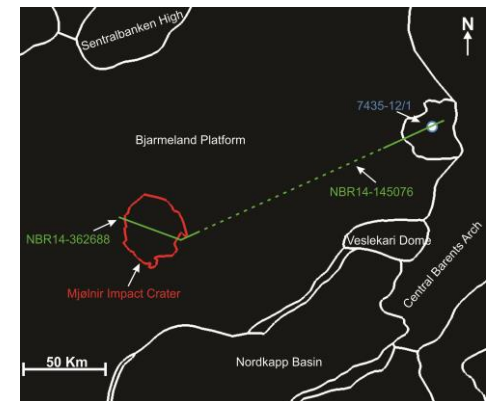 Sentralbanken High
N
7435-12/1
Bjarmeland Platform
NBR14-145076
NBR14-362688
Veslekari Dome
Central Barents Arch
Mjølnir Impact Crater
50 Km
Nordkapp Basin